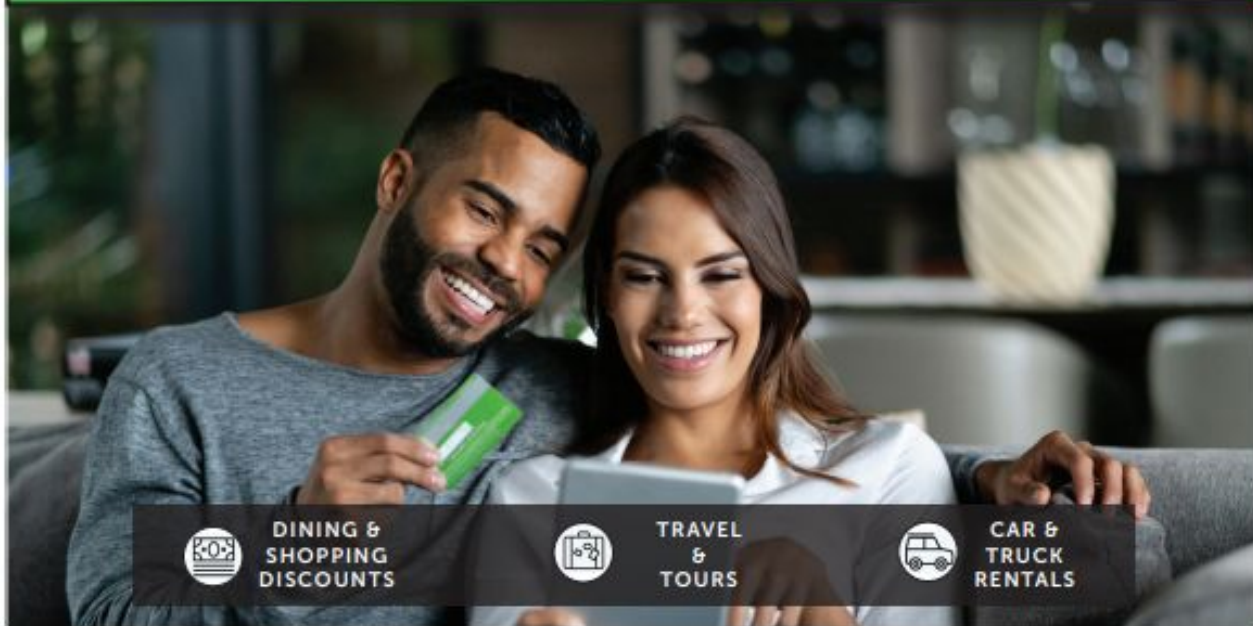 DINING &
SHOPPING
DISCOUNTS
TRAVEL
&
TOURS
CAR &
TRUCK
RENTALS